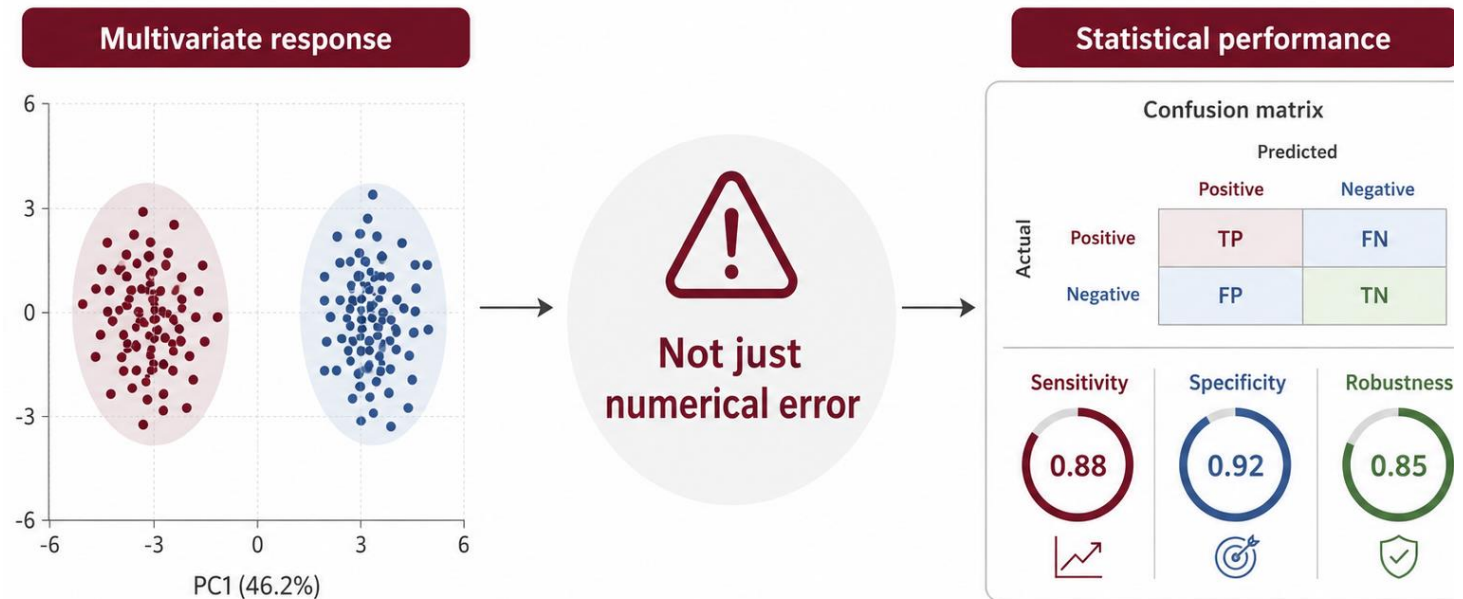 Multivariate response
6
3
0
-3
-6
-6 -3 0 3 6
PC1 (46.2%)
Not just
numerical error
Statistical performance
Confusion matrix
Predicted
Positive Negative
Actual
Positive TP FN
Negative FP TN
Sensitivity Specificity Robustness
0.88 0.92 0.85